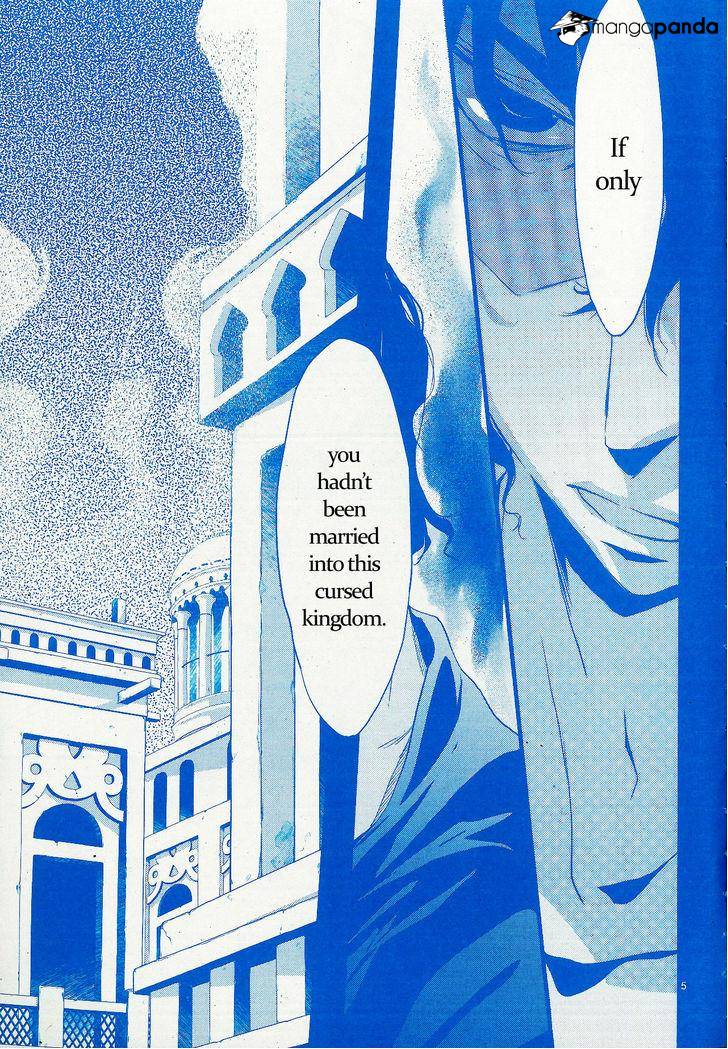 mangapanda
If
only
you
hadn't
been
married
into this
cursed
kingdom.
5